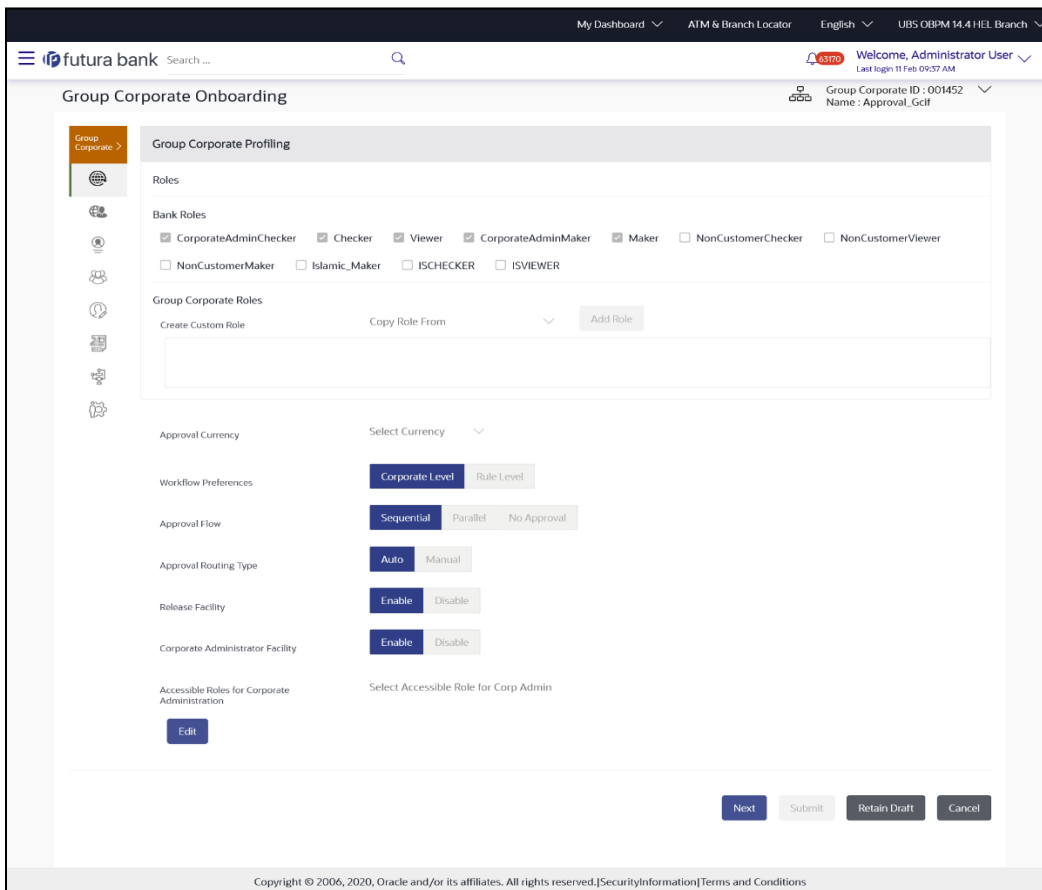 My Dashboard ATM & Branch Locator English UBS OBPM 14.4 HEL Branch
futura bank Search ... 63170 Welcome, Administrator User
Last login 11 Feb 09:37 AM
Group Corporate Onboarding Group Corporate ID : 001452
Name : Approval_Gcif
Group
Corporate >
Group Corporate Profiling
Roles
Bank Roles
CorporateAdminChecker Checker Viewer CorporateAdminMaker Maker NonCustomerChecker NonCustomerViewer
NonCustomerMaker Islamic_Maker ISCHECKER ISVIEWER
Group Corporate Roles
Create Custom Role Copy Role From Add Role
Approval Currency Select Currency
Workflow Preferences Corporate Level Rule Level
Approval Flow Sequential Parallel No Approval
Approval Routing Type Auto Manual
Release Facility Enable Disable
Corporate Administrator Facility Enable Disable
Accessible Roles for Corporate Select Accessible Role for Corp Admin
Administration
Edit
Next Submit Retain Draft Cancel
Copyright © 2006, 2020, Oracle and/or its affiliates. All rights reserved.|SecurityInformation|Terms and Conditions